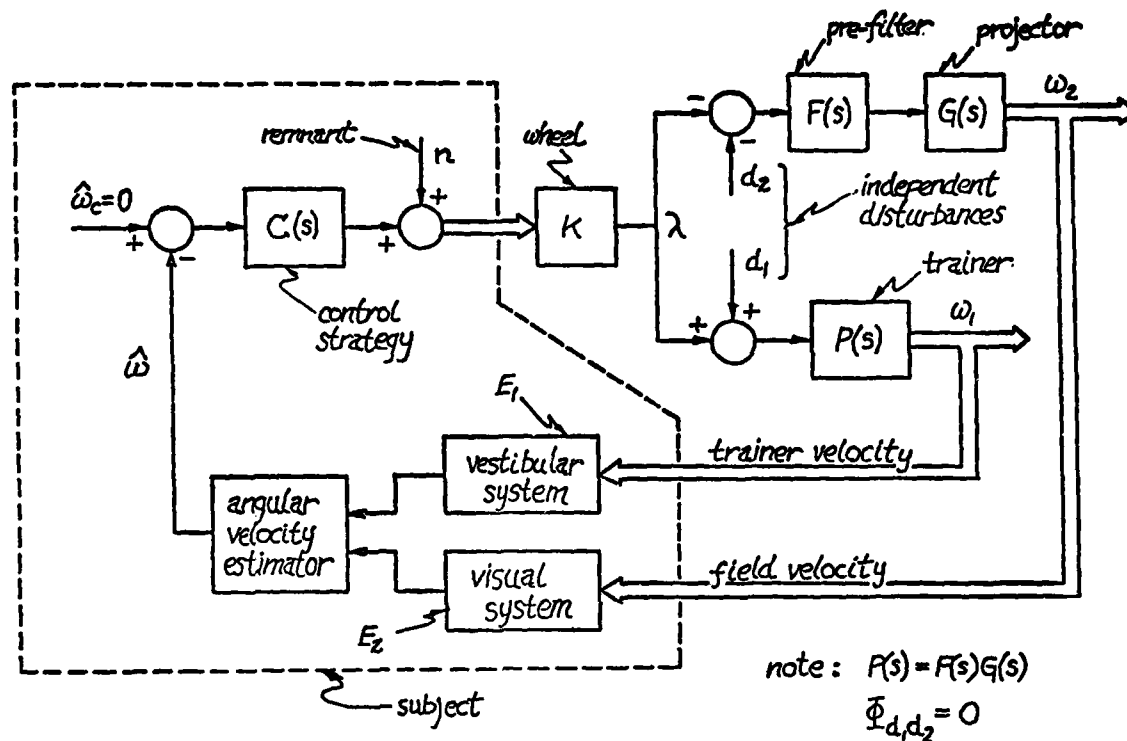 pre-filter
projector
F(s)
G(s)
ω₂
remnant
n
wheel
K
λ
d₂
d₁
independent
disturbances
ω̂c=0
C(s)
control
strategy
trainer
P(s)
ω₁
ω̂
E₁
vestibular
system
trainer velocity
angular
velocity
estimator
visual
system
field velocity
E₂
subject
note : P(s) = F(s)G(s)
Φd₁d₂ = 0
+
-
+
+
-
-
+
+